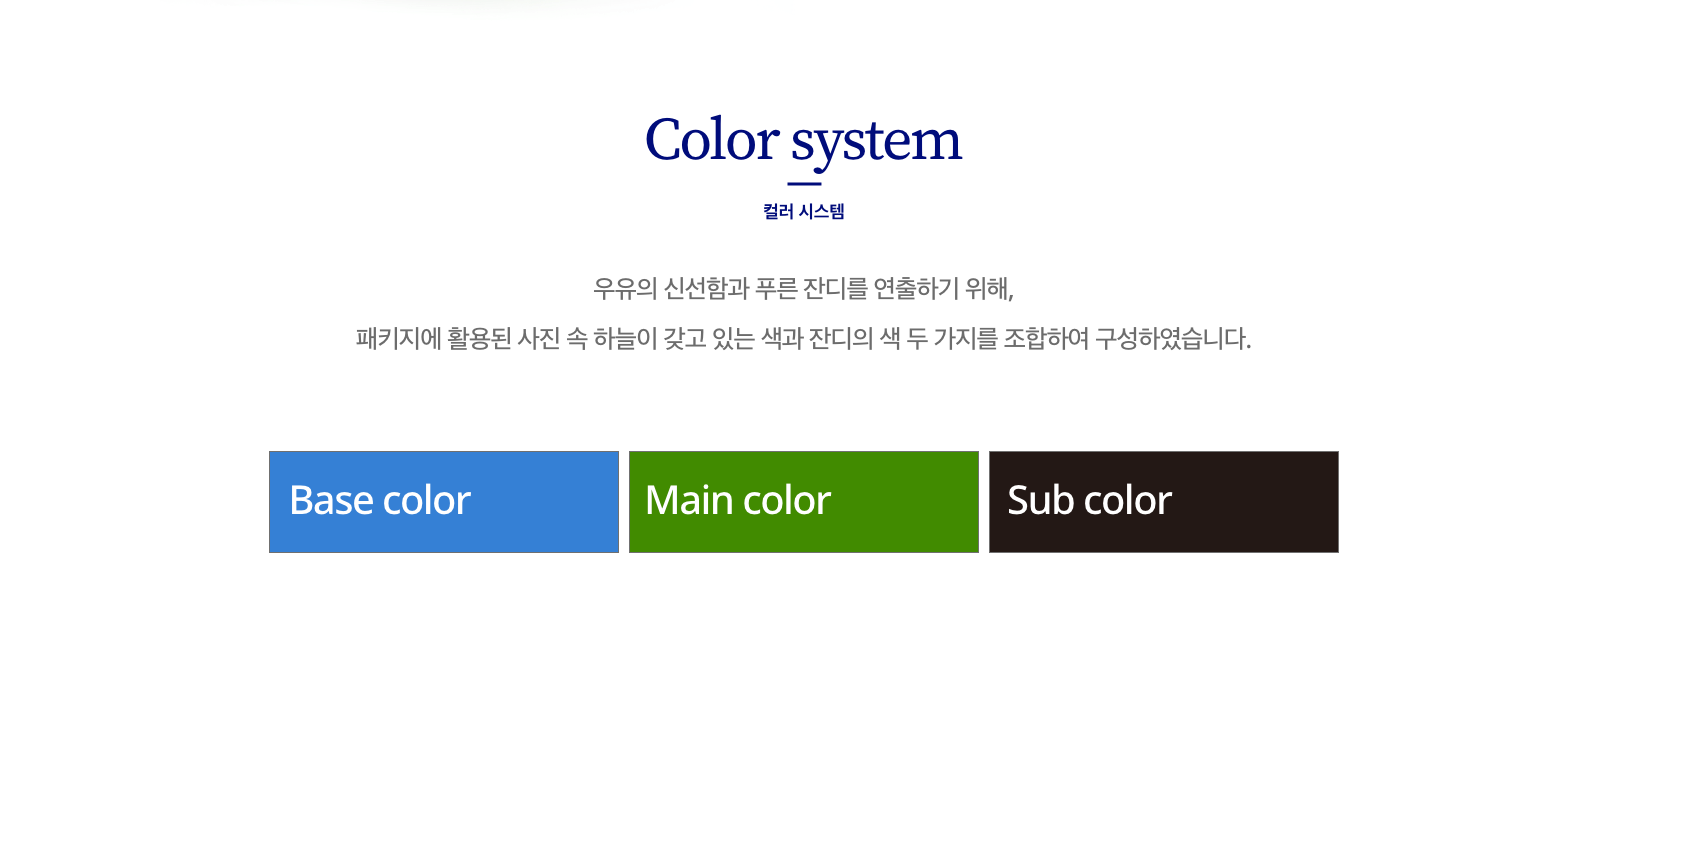 Color system
컬러 시스템
우유의 신선함과 푸른 잔디를 연출하기 위해,
패키지에 활용된 사진 속 하늘이 갖고 있는 색과 잔디의 색 두 가지를 조합하여 구성하였습니다.
Base color
Main color
Sub color